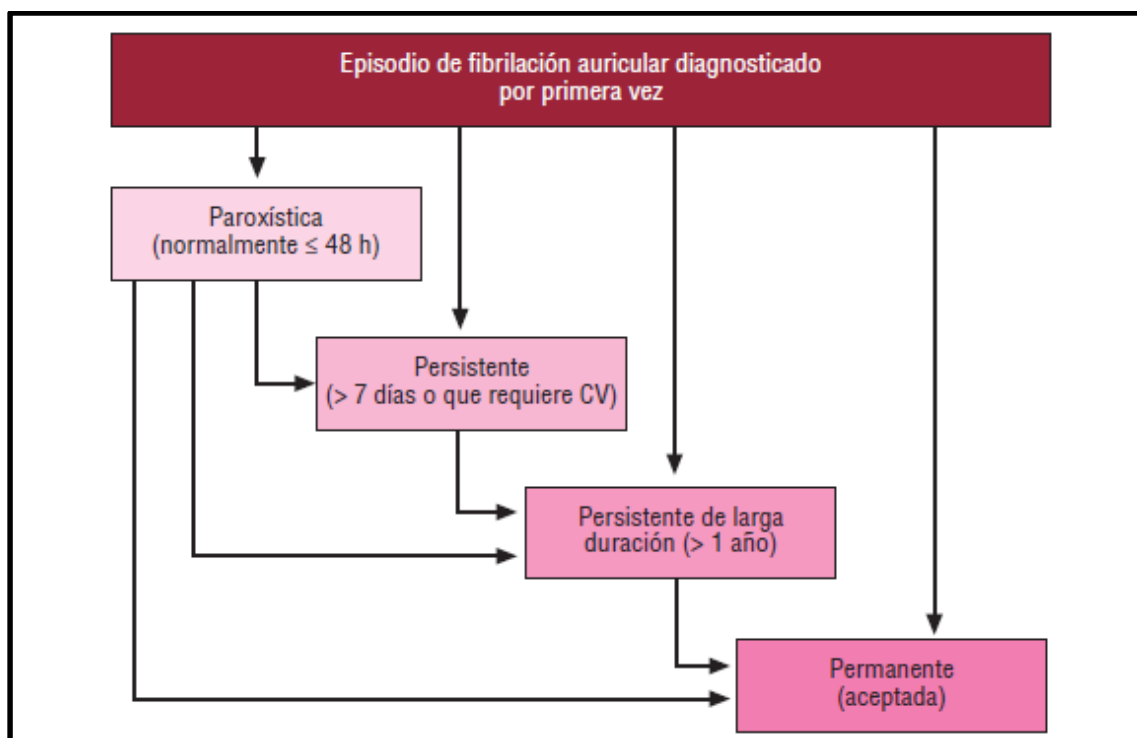 Episodio de fibrilación auricular diagnosticado
por primera vez
Paroxística
(normalmente ≤ 48 h)
Persistente
(> 7 días o que requiere CV)
Persistente de larga
duración (> 1 año)
Permanente
(aceptada)